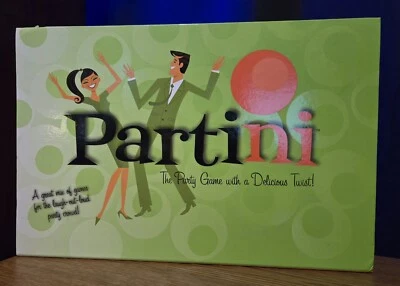 Partini
The Party Game with a Delicious Twist!
A great mix of games
for the laugh-out-loud
party crowd!